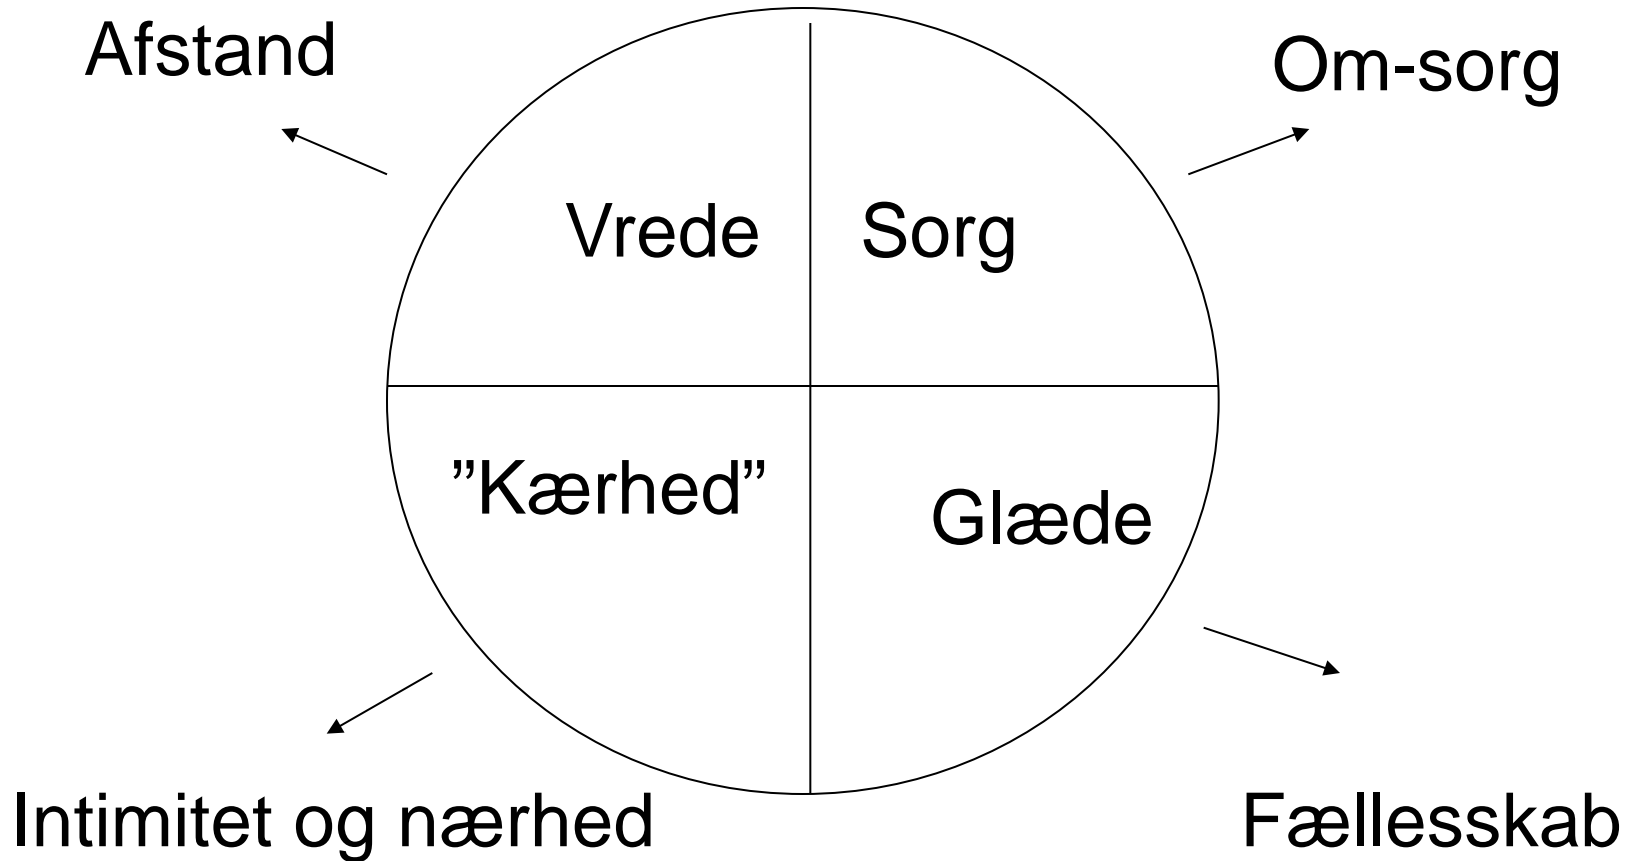 Afstand
Om-sorg
Vrede
Sorg
”Kærhed”
Glæde
Intimitet og nærhed
Fællesskab